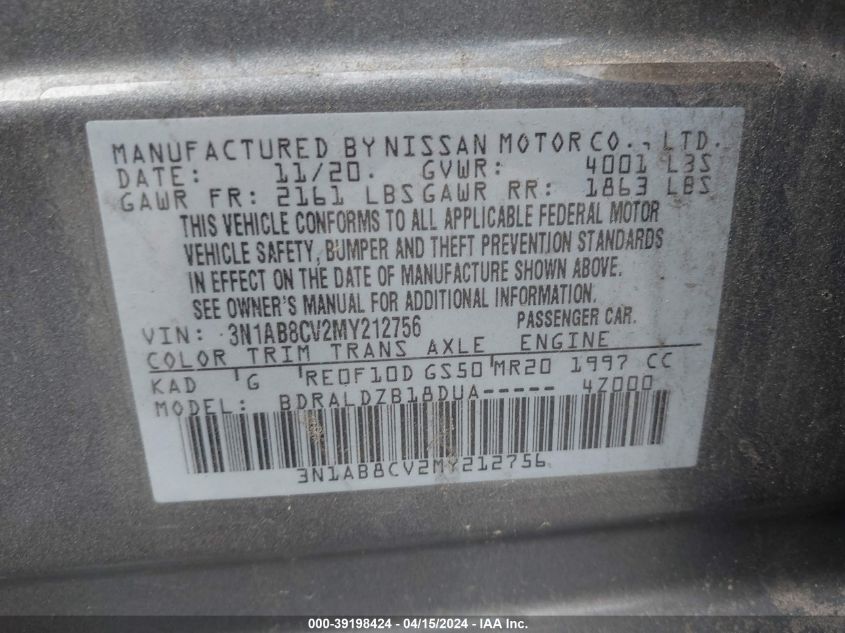 MANUFACTURED BY NISSAN MOTOR CO., LTD.
DATE: 11/20. GVWR: 4001 LBS
GAWR FR: 2161 LBS GAWR RR: 1863 LBS
THIS VEHICLE CONFORMS TO ALL APPLICABLE FEDERAL MOTOR
VEHICLE SAFETY, BUMPER AND THEFT PREVENTION STANDARDS
IN EFFECT ON THE DATE OF MANUFACTURE SHOWN ABOVE.
SEE OWNER'S MANUAL FOR ADDITIONAL INFORMATION.
VIN: 3N1AB8CV2MY212756 PASSENGER CAR.
COLOR TRIM TRANS AXLE ENGINE
KAD G RE0F10D GS50 MR20 1997 CC
MODEL: BDRALDZB18DUA----- 4Z000
3N1AB8CV2MY212756
000-39198424 - 04/15/2024 - IAA Inc.